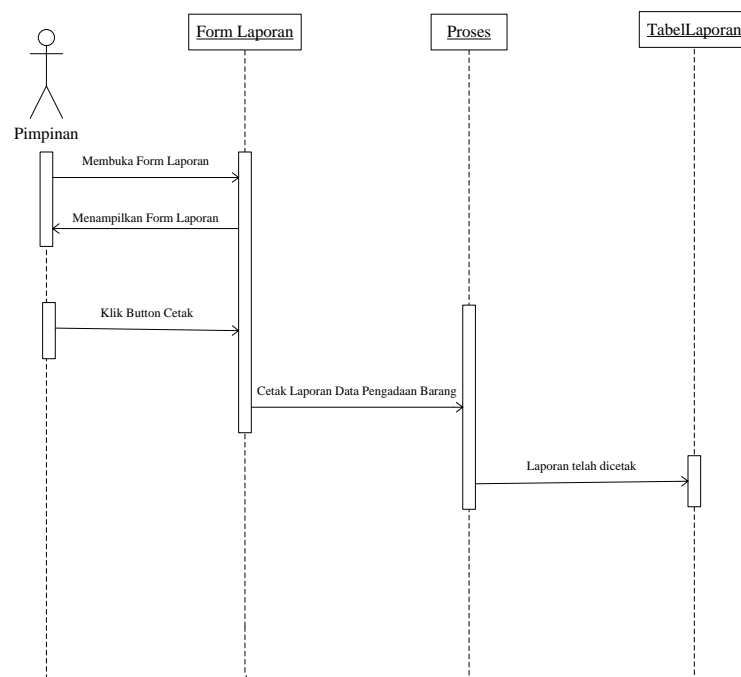 Form Laporan
Proses
TabelLaporan
Pimpinan
Membuka Form Laporan
Menampilkan Form Laporan
Klik Button Cetak
Cetak Laporan Data Pengadaan Barang
Laporan telah dicetak